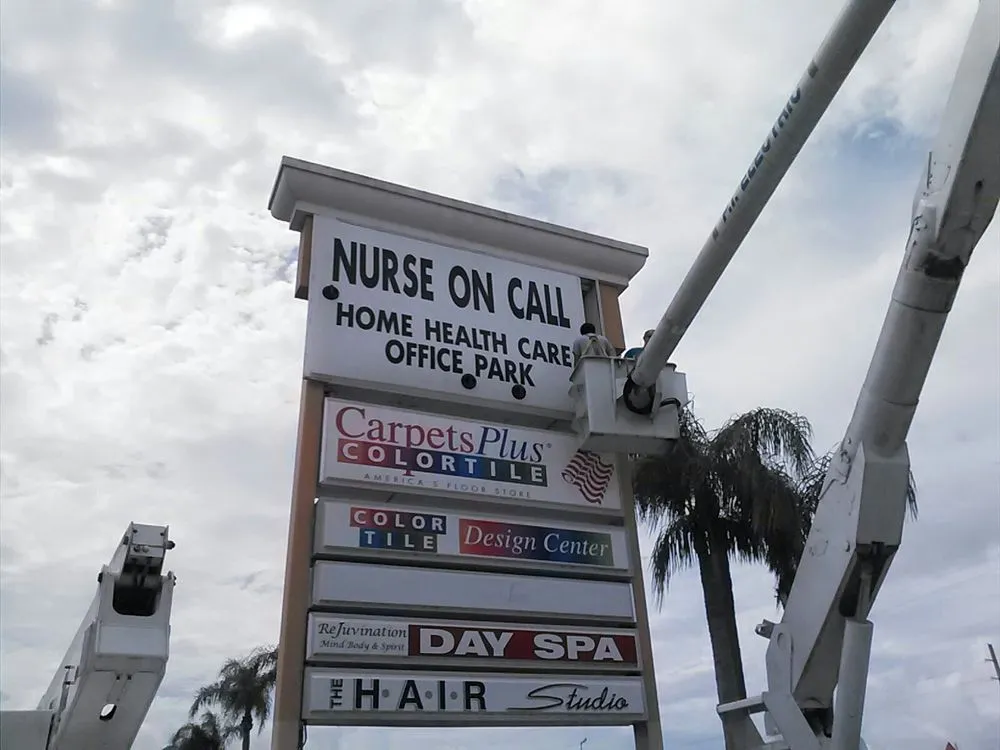 NURSE ON CALL
HOME HEALTH CARE
OFFICE PARK
CarpetsPlus®
COLORTILE
AMERICA'S FLOOR STORE
COLOR
TILE
Design Center
ReJuvination
Mind Body & Spirit
DAY SPA
THE HAIR Studio
ELECTRIC